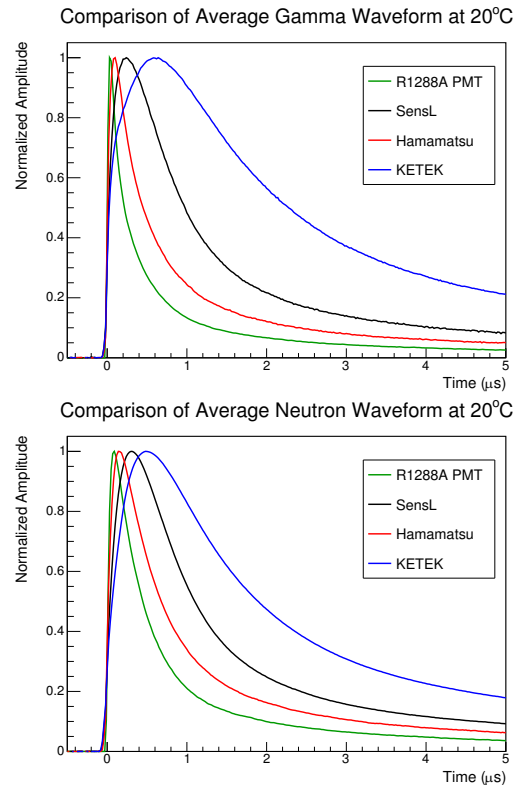 Comparison of Average Gamma Waveform at 20°C
Normalized Amplitude
1
0.8
0.6
0.4
0.2
0
R1288A PMT
SensL
Hamamatsu
KETEK
0 1 2 3 4 5
Time (μs)
Comparison of Average Neutron Waveform at 20°C
Normalized Amplitude
1
0.8
0.6
0.4
0.2
0
R1288A PMT
SensL
Hamamatsu
KETEK
0 1 2 3 4 5
Time (μs)